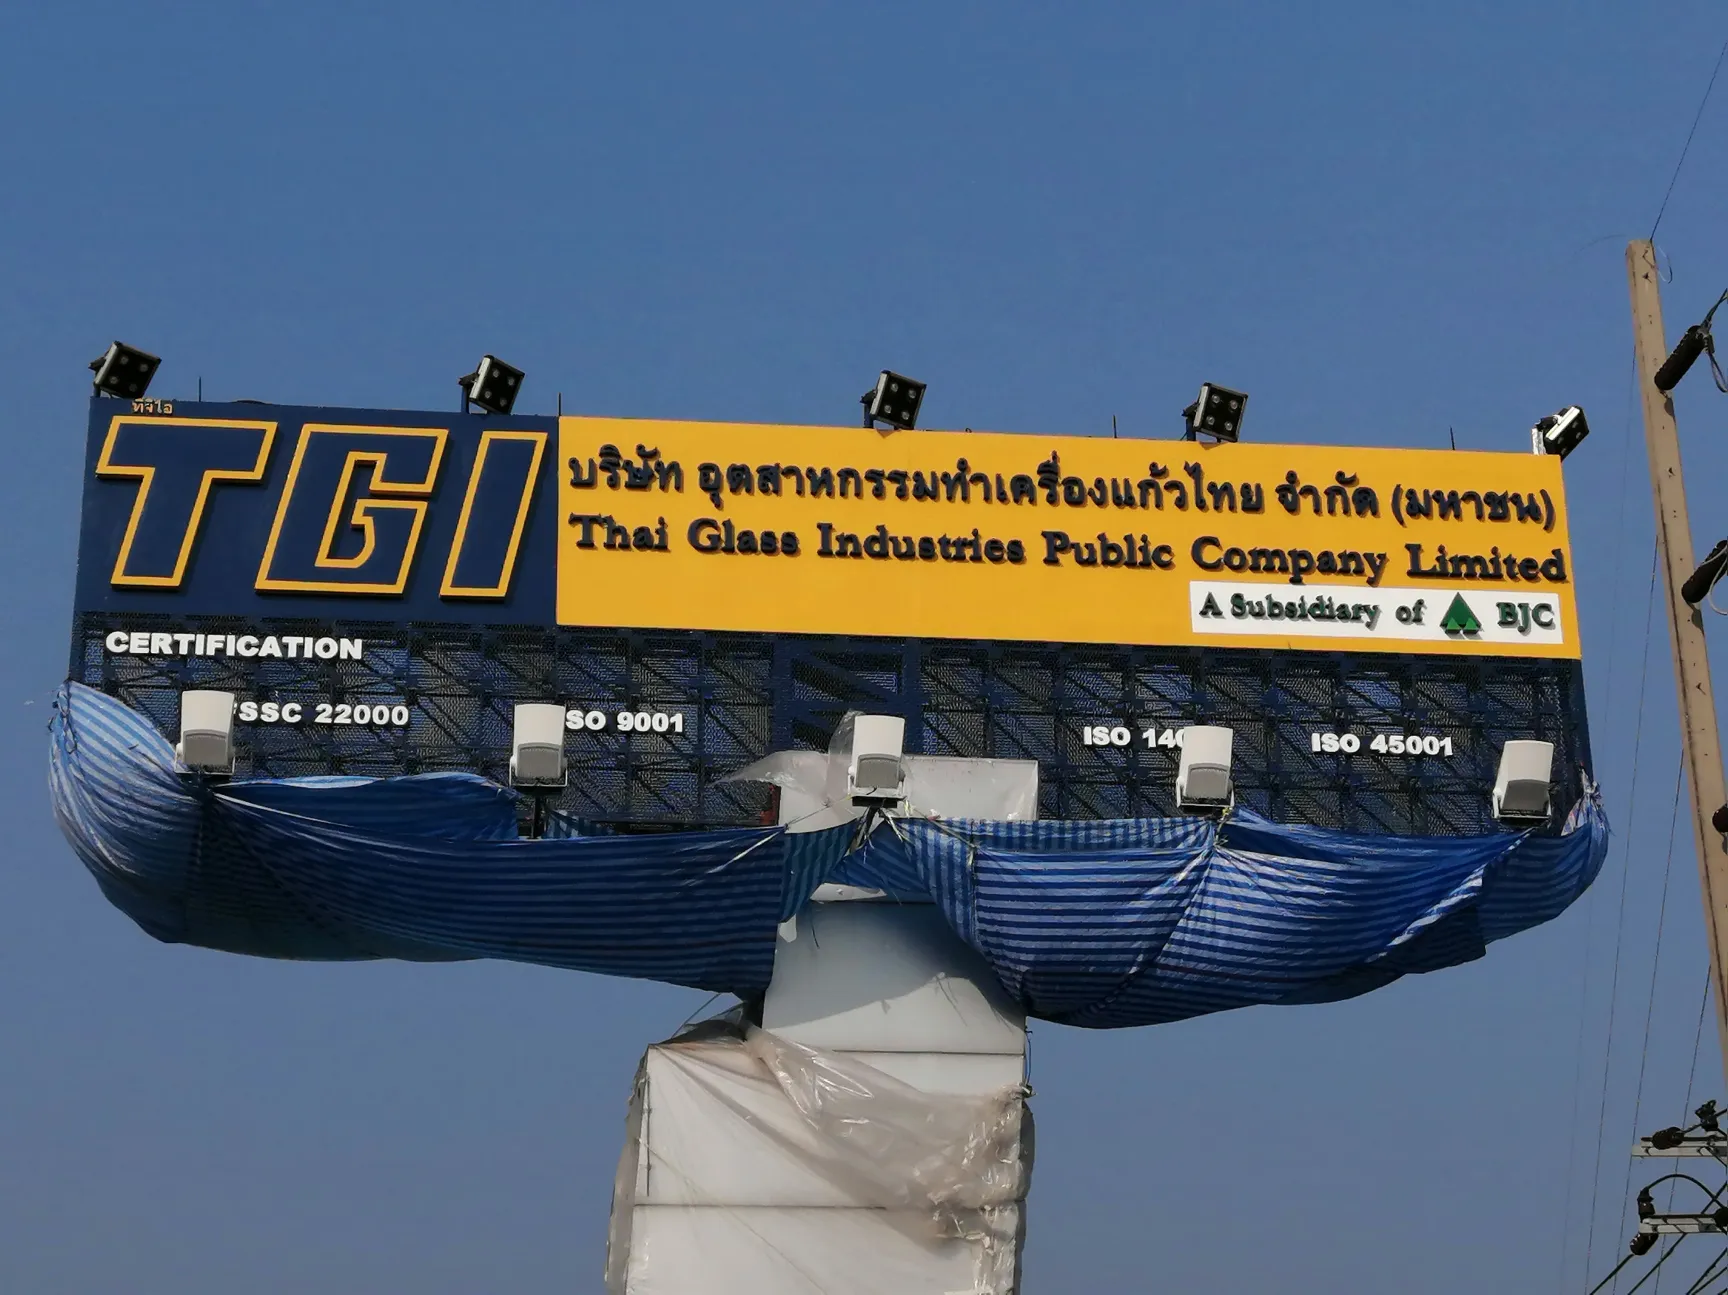 ทีจีไอ
TGI
บริษัท อุตสาหกรรมทำเครื่องแก้วไทย จำกัด (มหาชน)
Thai Glass Industries Public Company Limited
A Subsidiary of BJC
CERTIFICATION
SSC 22000 SO 9001 ISO 14 ISO 45001